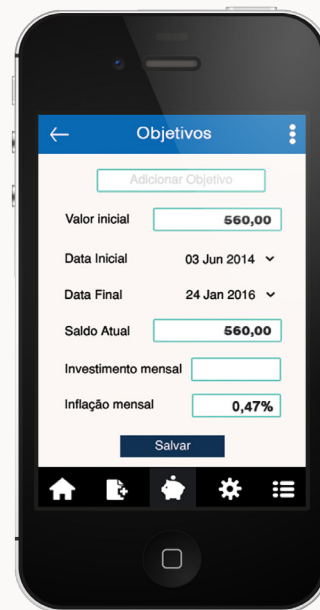 Objetivos
Adicionar Objetivo
Valor inicial 560,00
Data Inicial 03 Jun 2014
Data Final 24 Jan 2016
Saldo Atual 560,00
Investimento mensal
Inflação mensal 0,47%
Salvar